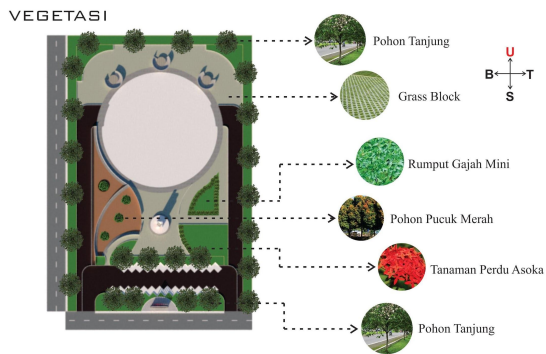 VEGETASI
Pohon Tanjung
U
B T
S
Grass Block
Rumput Gajah Mini
Pohon Pucuk Merah
Tanaman Perdu Asoka
Pohon Tanjung